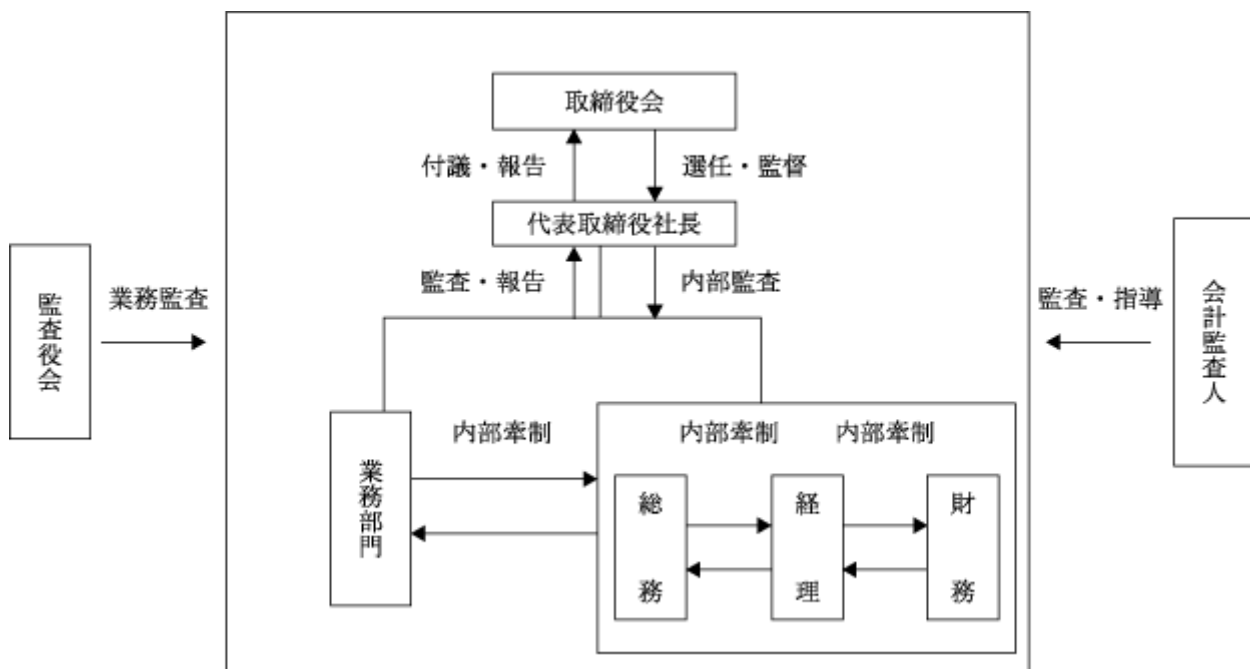 取締役会
付議・報告
選任・監督
代表取締役社長
監査・報告
内部監査
監査役会
業務監査
監査・指導
会計監査人
業務部門
内部牽制
内部牽制
内部牽制
総務
経理
財務